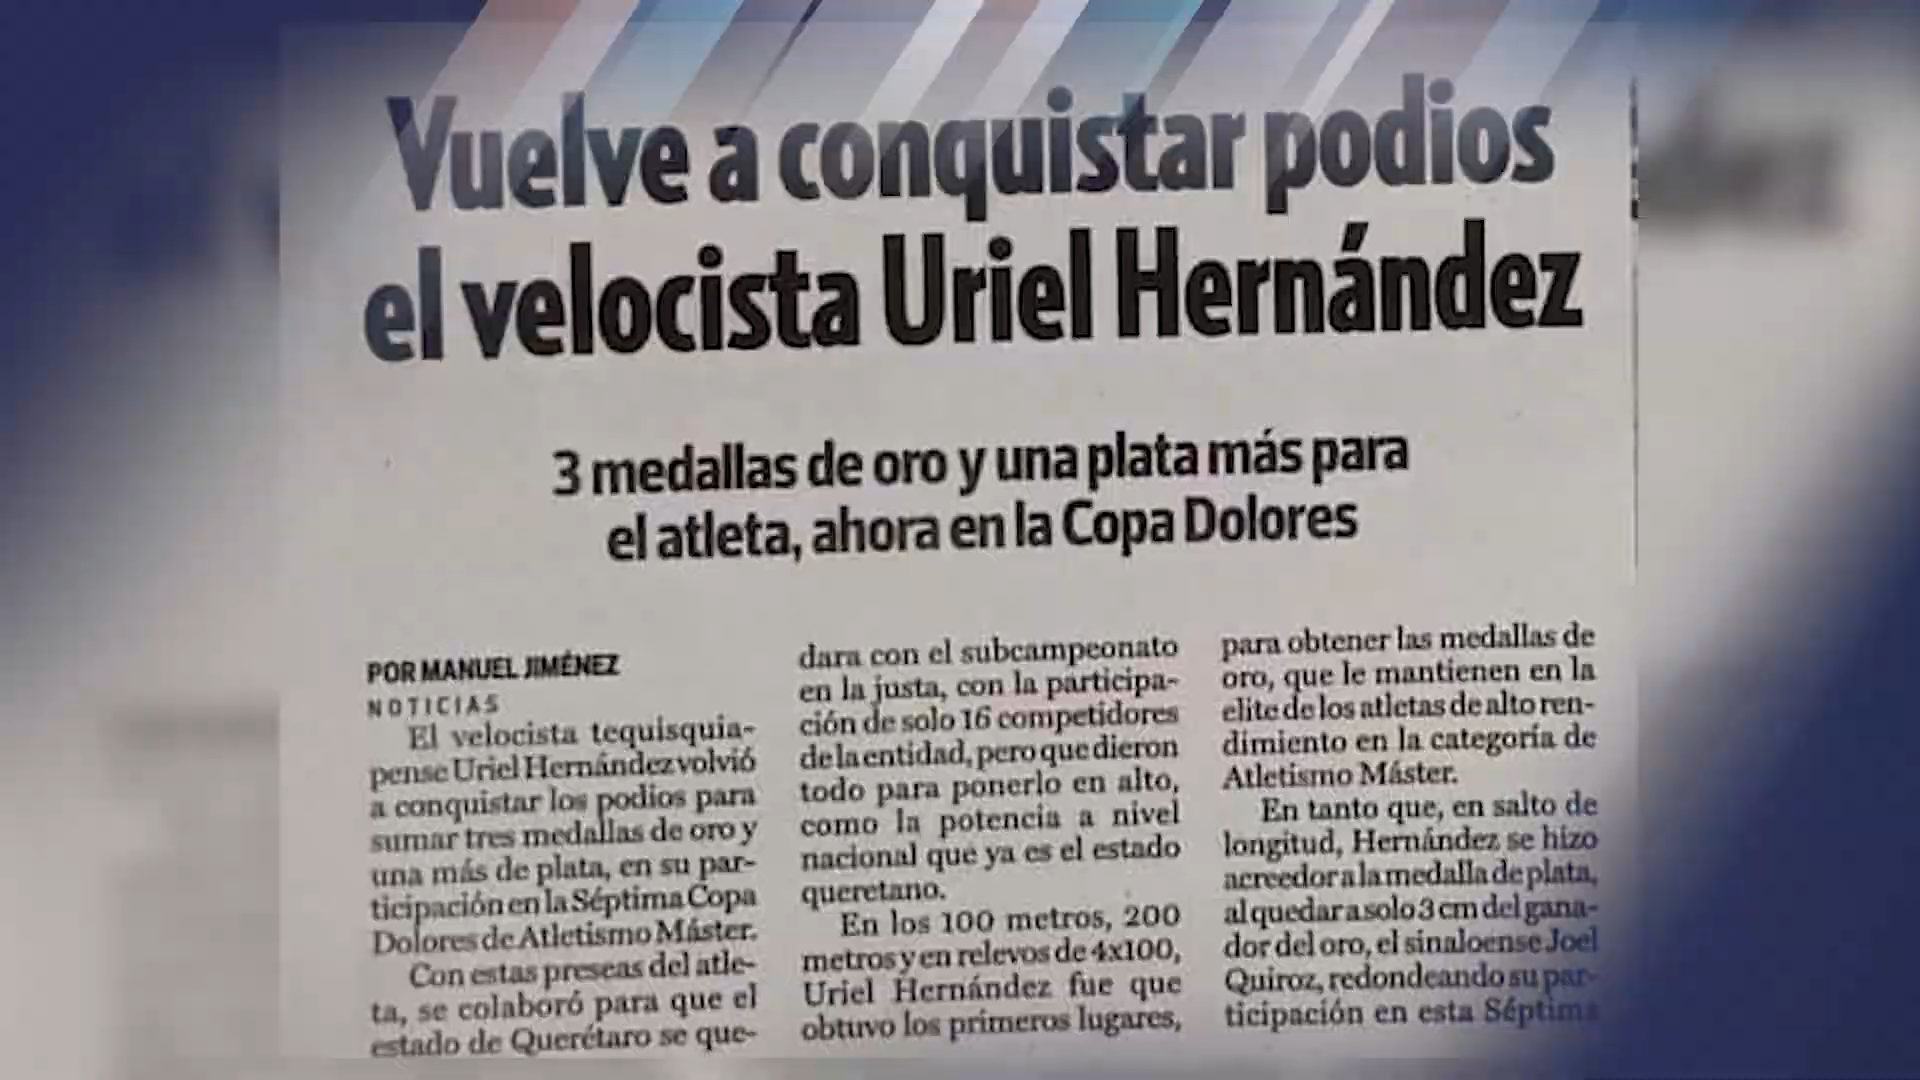 Vuelve a conquistar podios
el velocista Uriel Hernández
3 medallas de oro y una plata más para
el atleta, ahora en la Copa Dolores
POR MANUEL JIMÉNEZ
NOTICIAS
El velocista tequisquia-
pense Uriel Hernández volvió
a conquistar los podios para
sumar tres medallas de oro y
una más de plata, en su par-
ticipación en la Séptima Copa
Dolores de Atletismo Máster.
Con estas preseas del atle-
ta, se colaboró para que el
estado de Querétaro se que-
dara con el subcampeonato
en la justa, con la participa-
ción de solo 16 competidores
de la entidad, pero que dieron
todo para ponerlo en alto,
como la potencia a nivel
nacional que ya es el estado
queretano.
En los 100 metros, 200
metros y en relevos de 4x100,
Uriel Hernández fue que
obtuvo los primeros lugares,
para obtener las medallas de
oro, que le mantienen en la
elite de los atletas de alto ren-
dimiento en la categoría de
Atletismo Máster.
En tanto que, en salto de
longitud, Hernández se hizo
acreedor a la medalla de plata,
al quedar a solo 3 cm del gana-
dor del oro, el sinaloense Joel
Quiroz, redondeando su par-
ticipación en esta Séptima